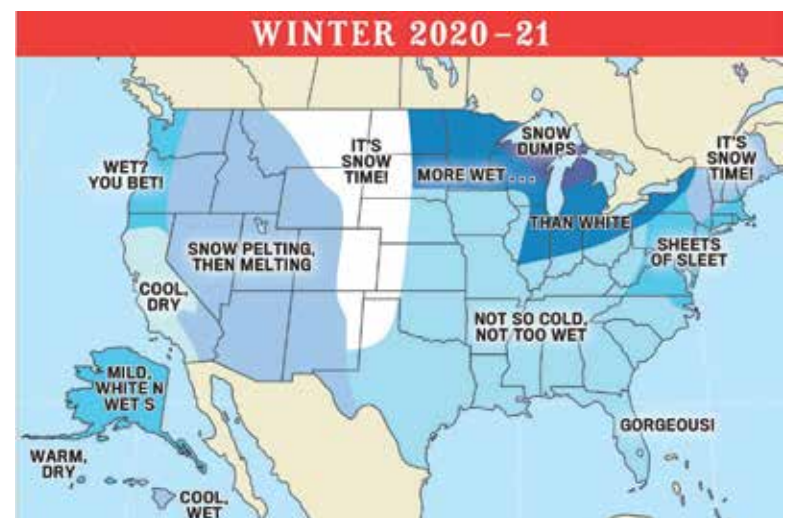 WINTER 2020–21
WET?
YOU BET!
IT'S
SNOW
TIME!
MORE WET . . .
SNOW
DUMPS
IT'S
SNOW
TIME!
THAN WHITE
SNOW PELTING,
THEN MELTING
SHEETS
OF SLEET
COOL,
DRY
NOT SO COLD,
NOT TOO WET
MILD,
WHITE N
WET S
GORGEOUS!
WARM,
DRY
COOL,
WET